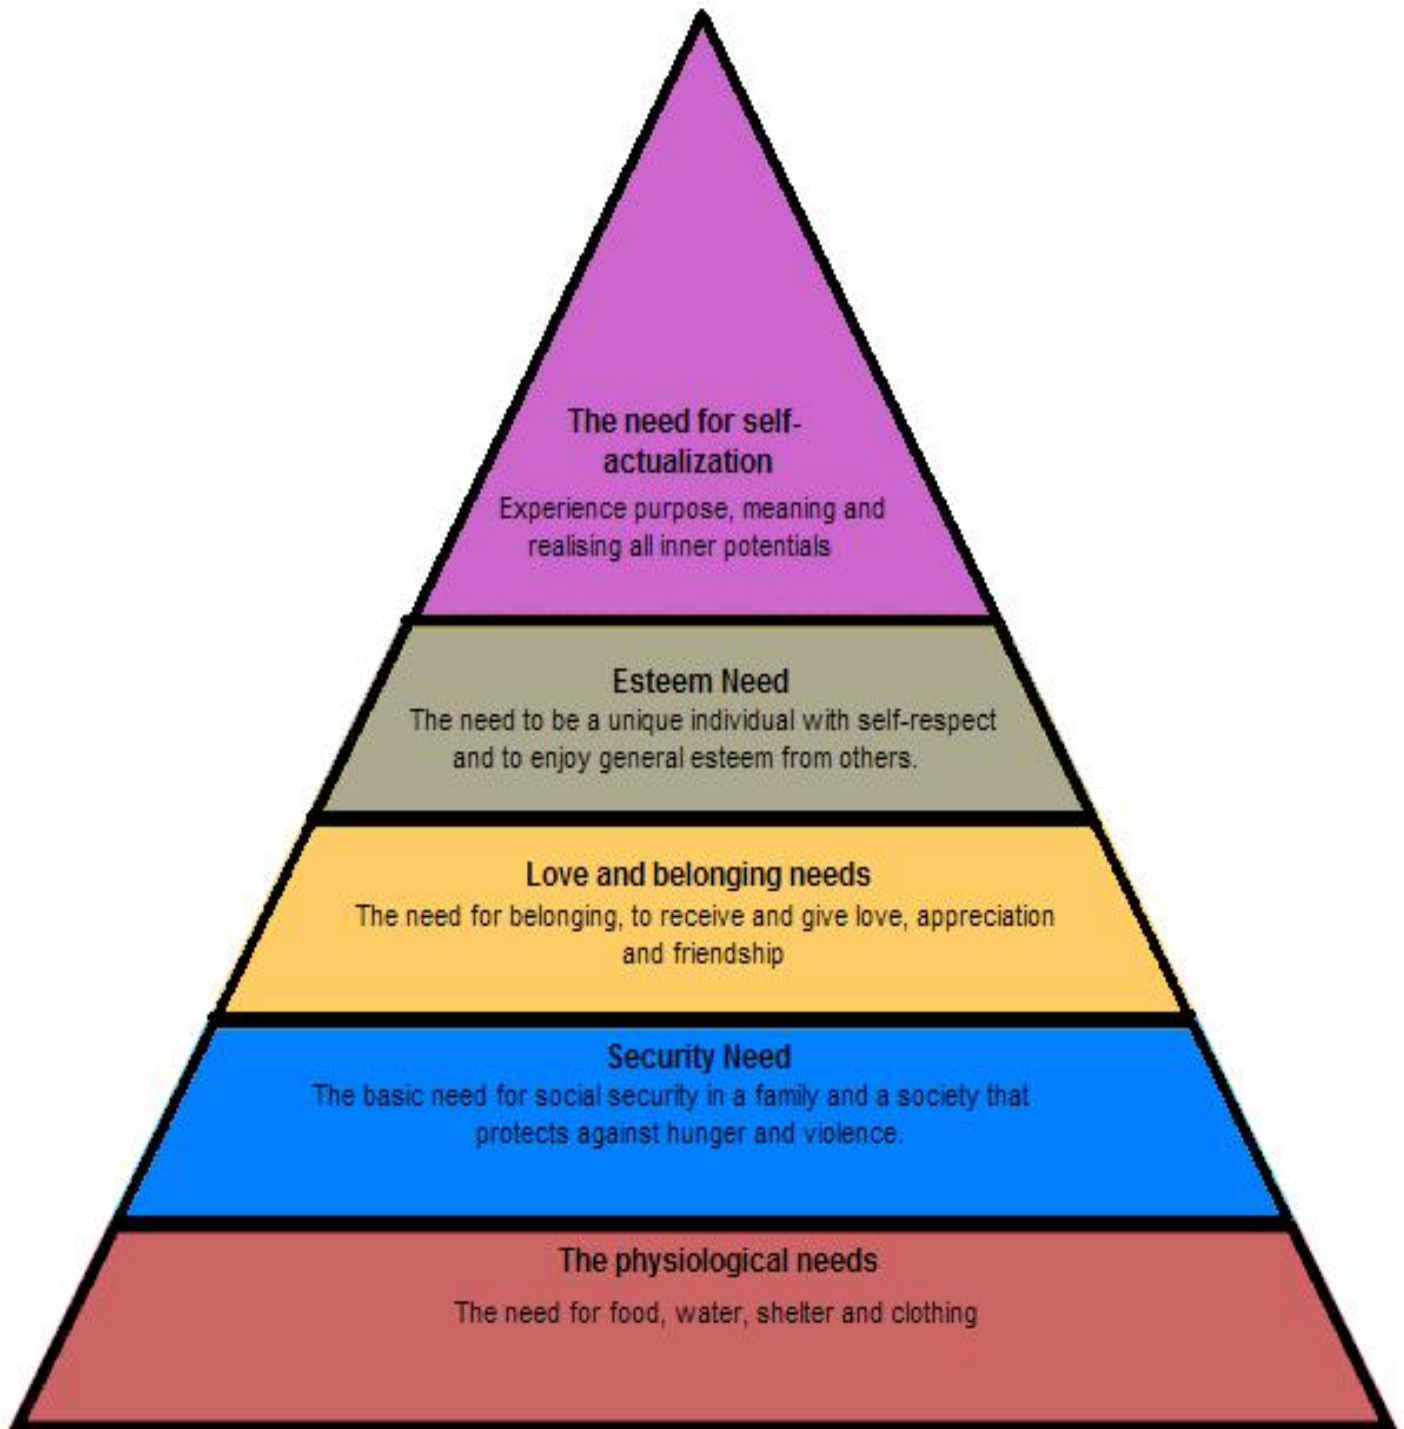 The need for self-
actualization
Experience purpose, meaning and
realising all inner potentials
Esteem Need
The need to be a unique individual with self-respect
and to enjoy general esteem from others.
Love and belonging needs
The need for belonging, to receive and give love, appreciation
and friendship
Security Need
The basic need for social security in a family and a society that
protects against hunger and violence.
The physiological needs
The need for food, water, shelter and clothing